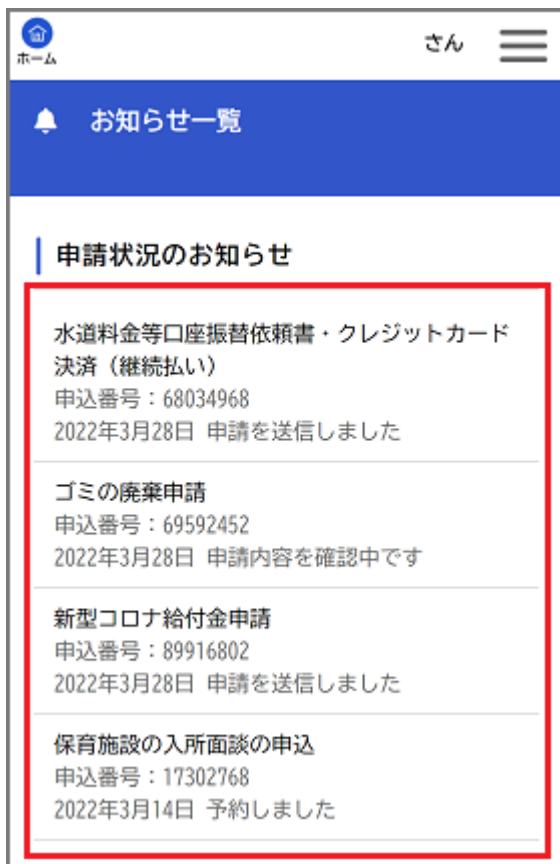 ホーム
さん
お知らせ一覧
申請状況のお知らせ
水道料金等口座振替依頼書・クレジットカード
決済（継続払い）
申込番号：68034968
2022年3月28日 申請を送信しました
ゴミの廃棄申請
申込番号：69592452
2022年3月28日 申請内容を確認中です
新型コロナ給付金申請
申込番号：89916802
2022年3月28日 申請を送信しました
保育施設の入所面談の申込
申込番号：17302768
2022年3月14日 予約しました